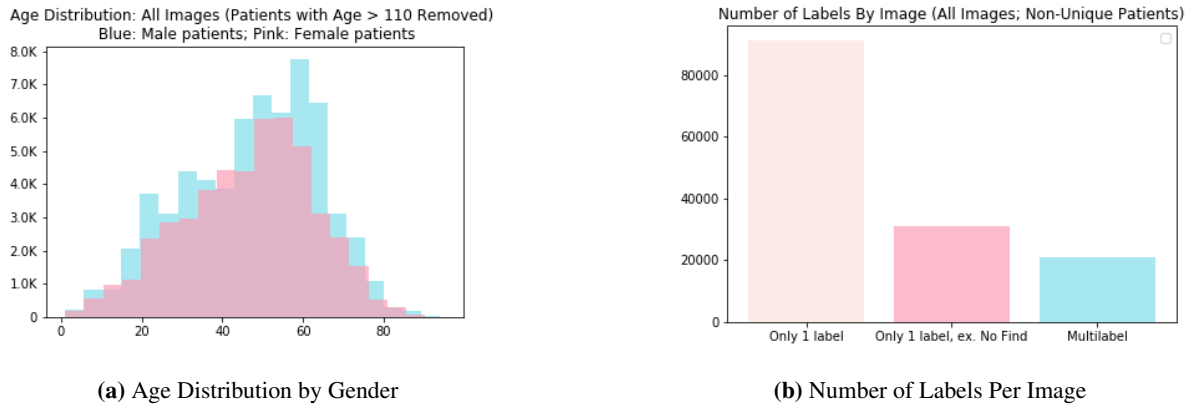 Age Distribution: All Images (Patients with Age > 110 Removed)
Blue: Male patients; Pink: Female patients
8.0K
7.0K
6.0K
5.0K
4.0K
3.0K
2.0K
1.0K
0
0 20 40 60 80
(a) Age Distribution by Gender
Number of Labels By Image (All Images; Non-Unique Patients)
80000
60000
40000
20000
0
Only 1 label Only 1 label, ex. No Find Multilabel
(b) Number of Labels Per Image